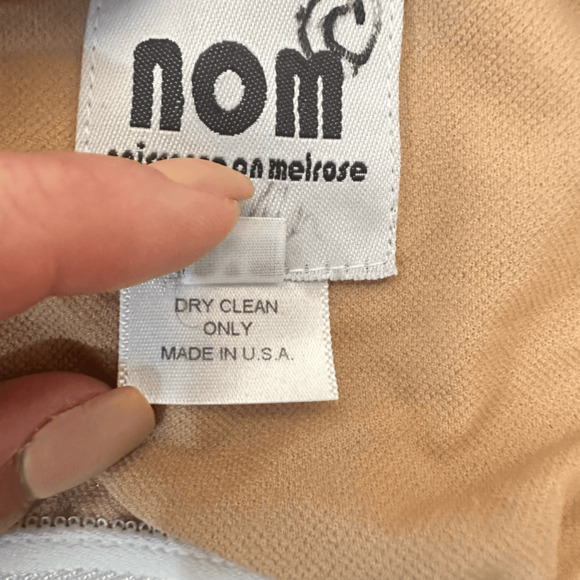 nom
on melrose
DRY CLEAN
ONLY
MADE IN U.S.A.